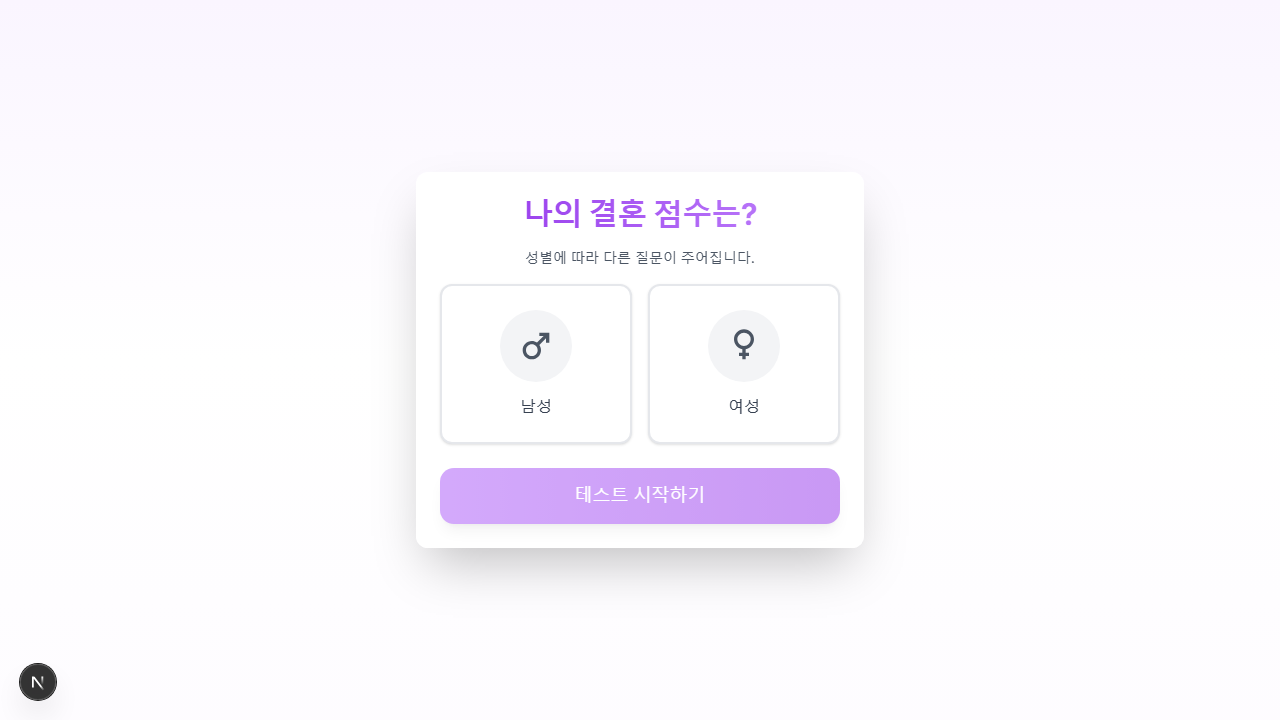 나의 결혼 점수는?
성별에 따라 다른 질문이 주어집니다.
남성
여성
테스트 시작하기
N